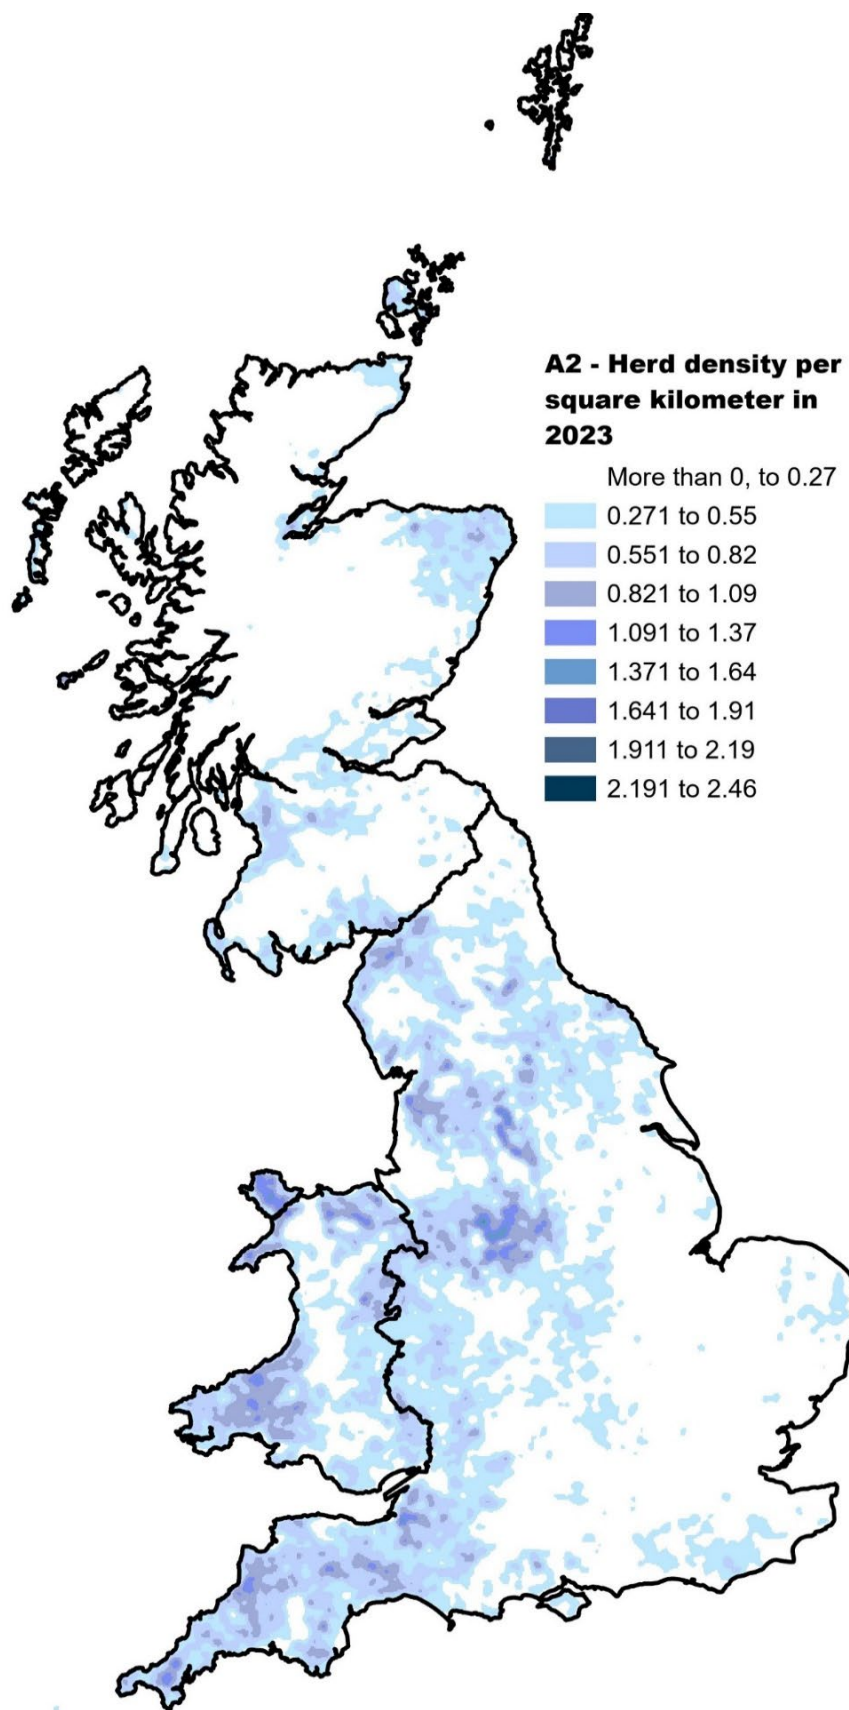 A2 - Herd density per
square kilometer in
2023
More than 0, to 0.27
0.271 to 0.55
0.551 to 0.82
0.821 to 1.09
1.091 to 1.37
1.371 to 1.64
1.641 to 1.91
1.911 to 2.19
2.191 to 2.46